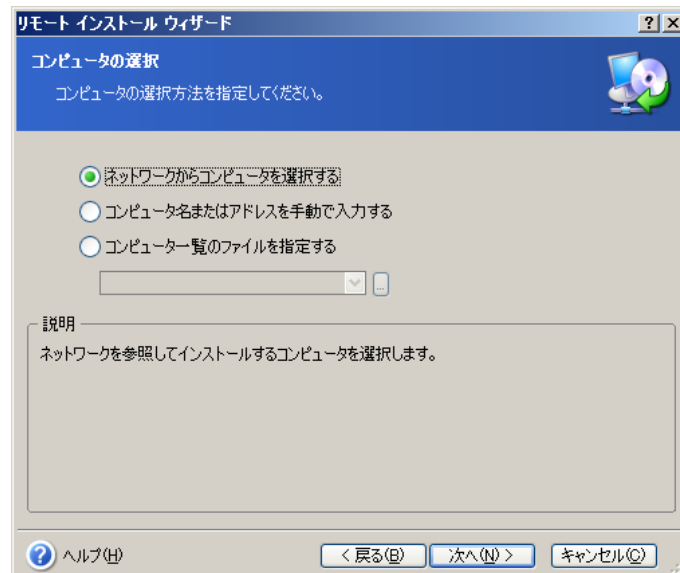 リモート インストール ウィザード
コンピュータの選択
コンピュータの選択方法を指定してください。
ネットワークからコンピュータを選択する
コンピュータ名またはアドレスを手動で入力する
コンピュータ一覧のファイルを指定する
...
説明
ネットワークを参照してインストールするコンピュータを選択します。
ヘルプ(H)
< 戻る(B)
次へ(N) >
キャンセル(C)